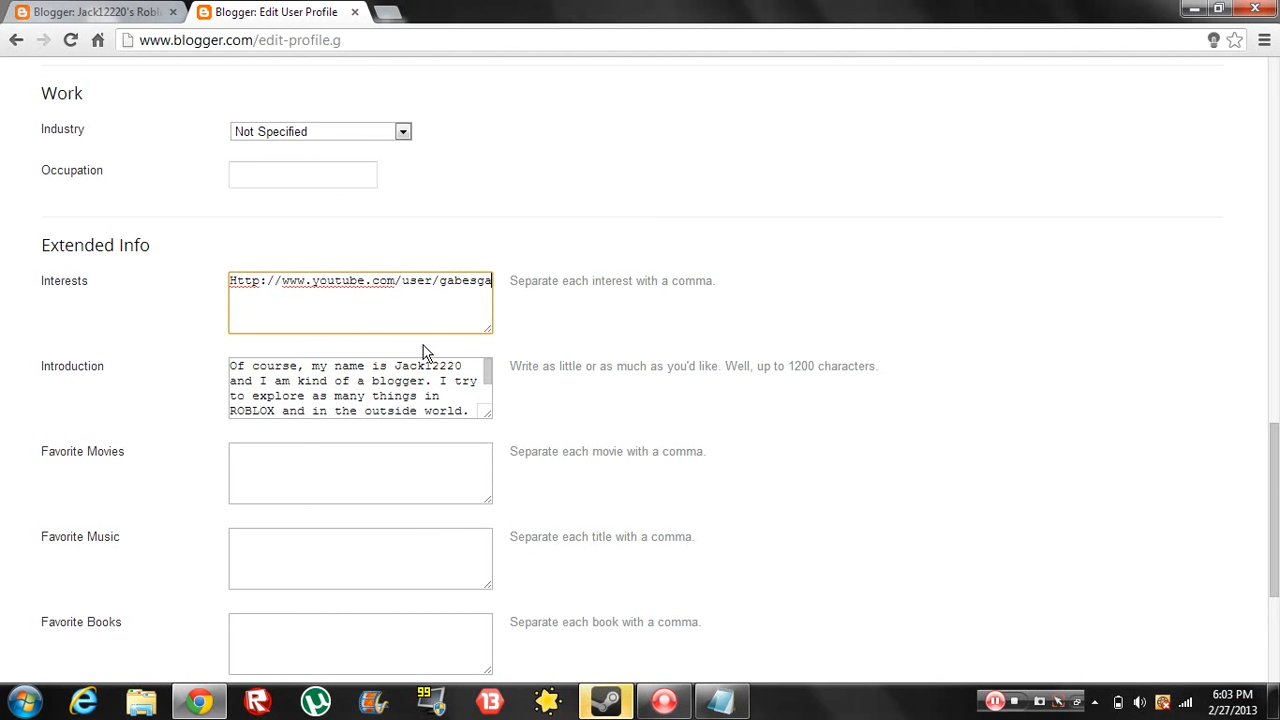 Blogger: Jack12220's Robl
Blogger: Edit User Profile
www.blogger.com/edit-profile.g
Work
Industry
Not Specified
Occupation
Extended Info
Interests
Http://www.youtube.com/user/gabesga
Separate each interest with a comma.
Introduction
Of course, my name is Jack12220
and I am kind of a blogger. I try
to explore as many things in
ROBLOX and in the outside world.
Write as little or as much as you'd like. Well, up to 1200 characters.
Favorite Movies
Separate each movie with a comma.
Favorite Music
Separate each title with a comma.
Favorite Books
Separate each book with a comma.
99
13
6:03 PM
2/27/2013